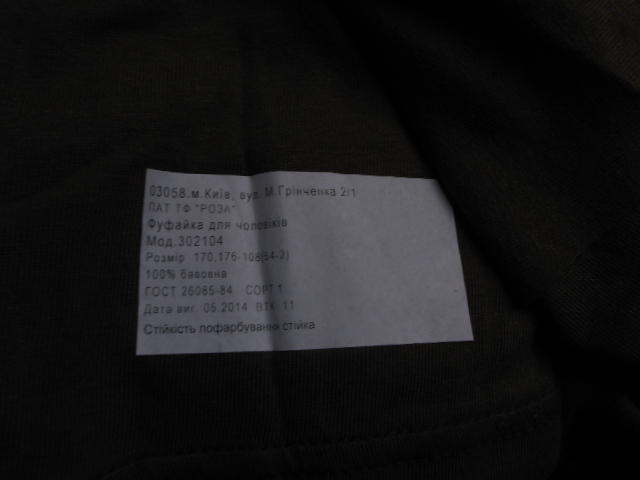 03058.м.Київ, вул. М.Грінченка 2/1
ПАТ ТФ "РОЗА"
Фуфайка для чоловіків
Мод.302104
Розмір 170,176-108(54-2)
100% бавовна
ГОСТ 26085-84 СОРТ 1
Дата виг. 05.2014 ВТК 11
Стійкість пофарбування стійка